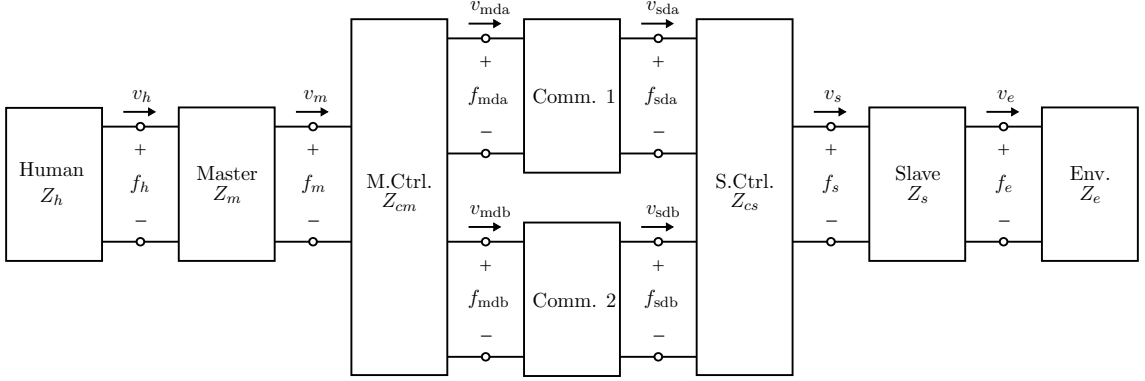 v_mda
v_sda
+
+
f_mda
Comm. 1
f_sda
−
−
v_h
v_m
v_s
v_e
+
+
+
+
Human
Z_h
f_h
Master
Z_m
f_m
M.Ctrl.
Z_cm
S.Ctrl.
Z_cs
f_s
Slave
Z_s
f_e
Env.
Z_e
−
−
−
−
v_mdb
v_sdb
+
+
f_mdb
Comm. 2
f_sdb
−
−